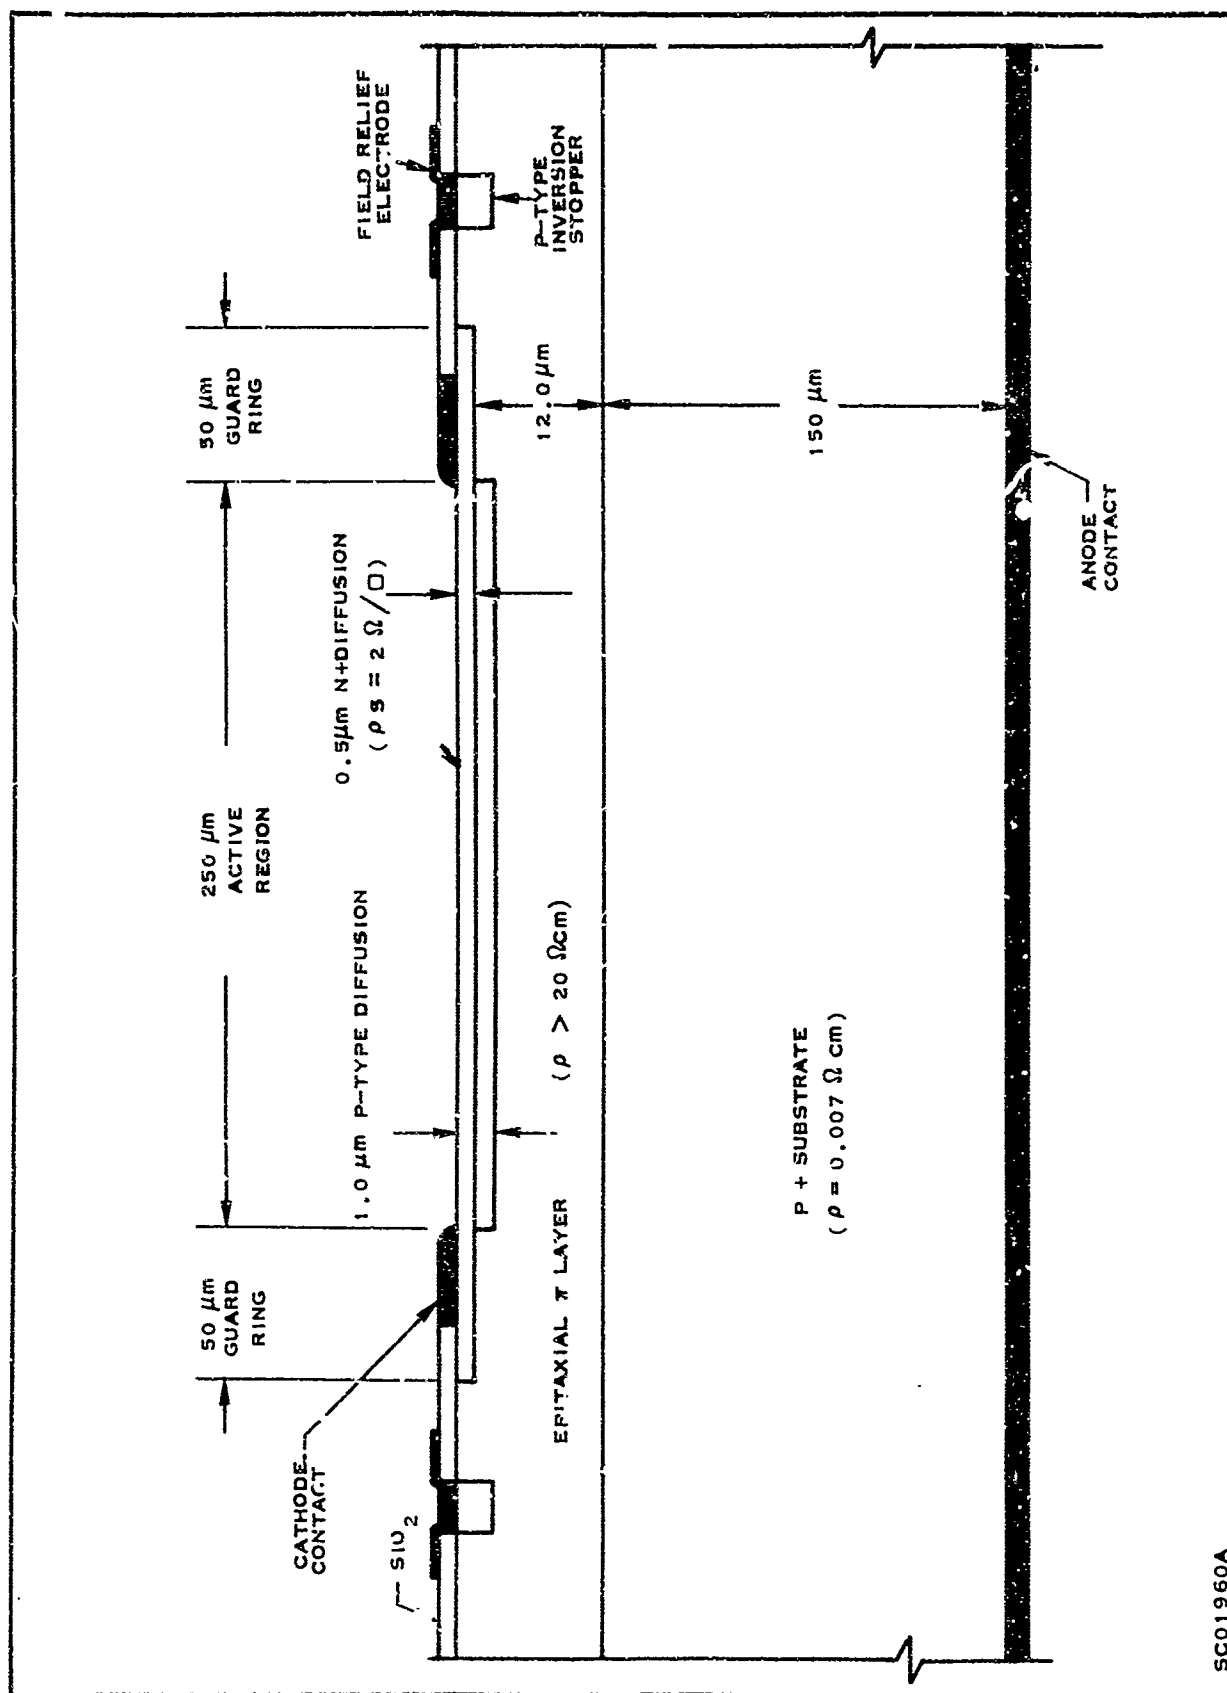 50 μm
GUARD
RING
250 μm
ACTIVE
REGION
50 μm
GUARD
RING
CATHODE
CONTACT
SIO2
1.0 μm P-TYPE DIFFUSION
0.5μm N+DIFFUSION
(ρs = 2 Ω/□)
FIELD RELIEF
ELECTRODE
P-TYPE
INVERSION
STOPPER
EPITAXIAL π LAYER
(ρ > 20 Ωcm)
12.0 μm
P + SUBSTRATE
(ρ = 0.007 Ω cm)
150 μm
ANODE
CONTACT
SC01960A